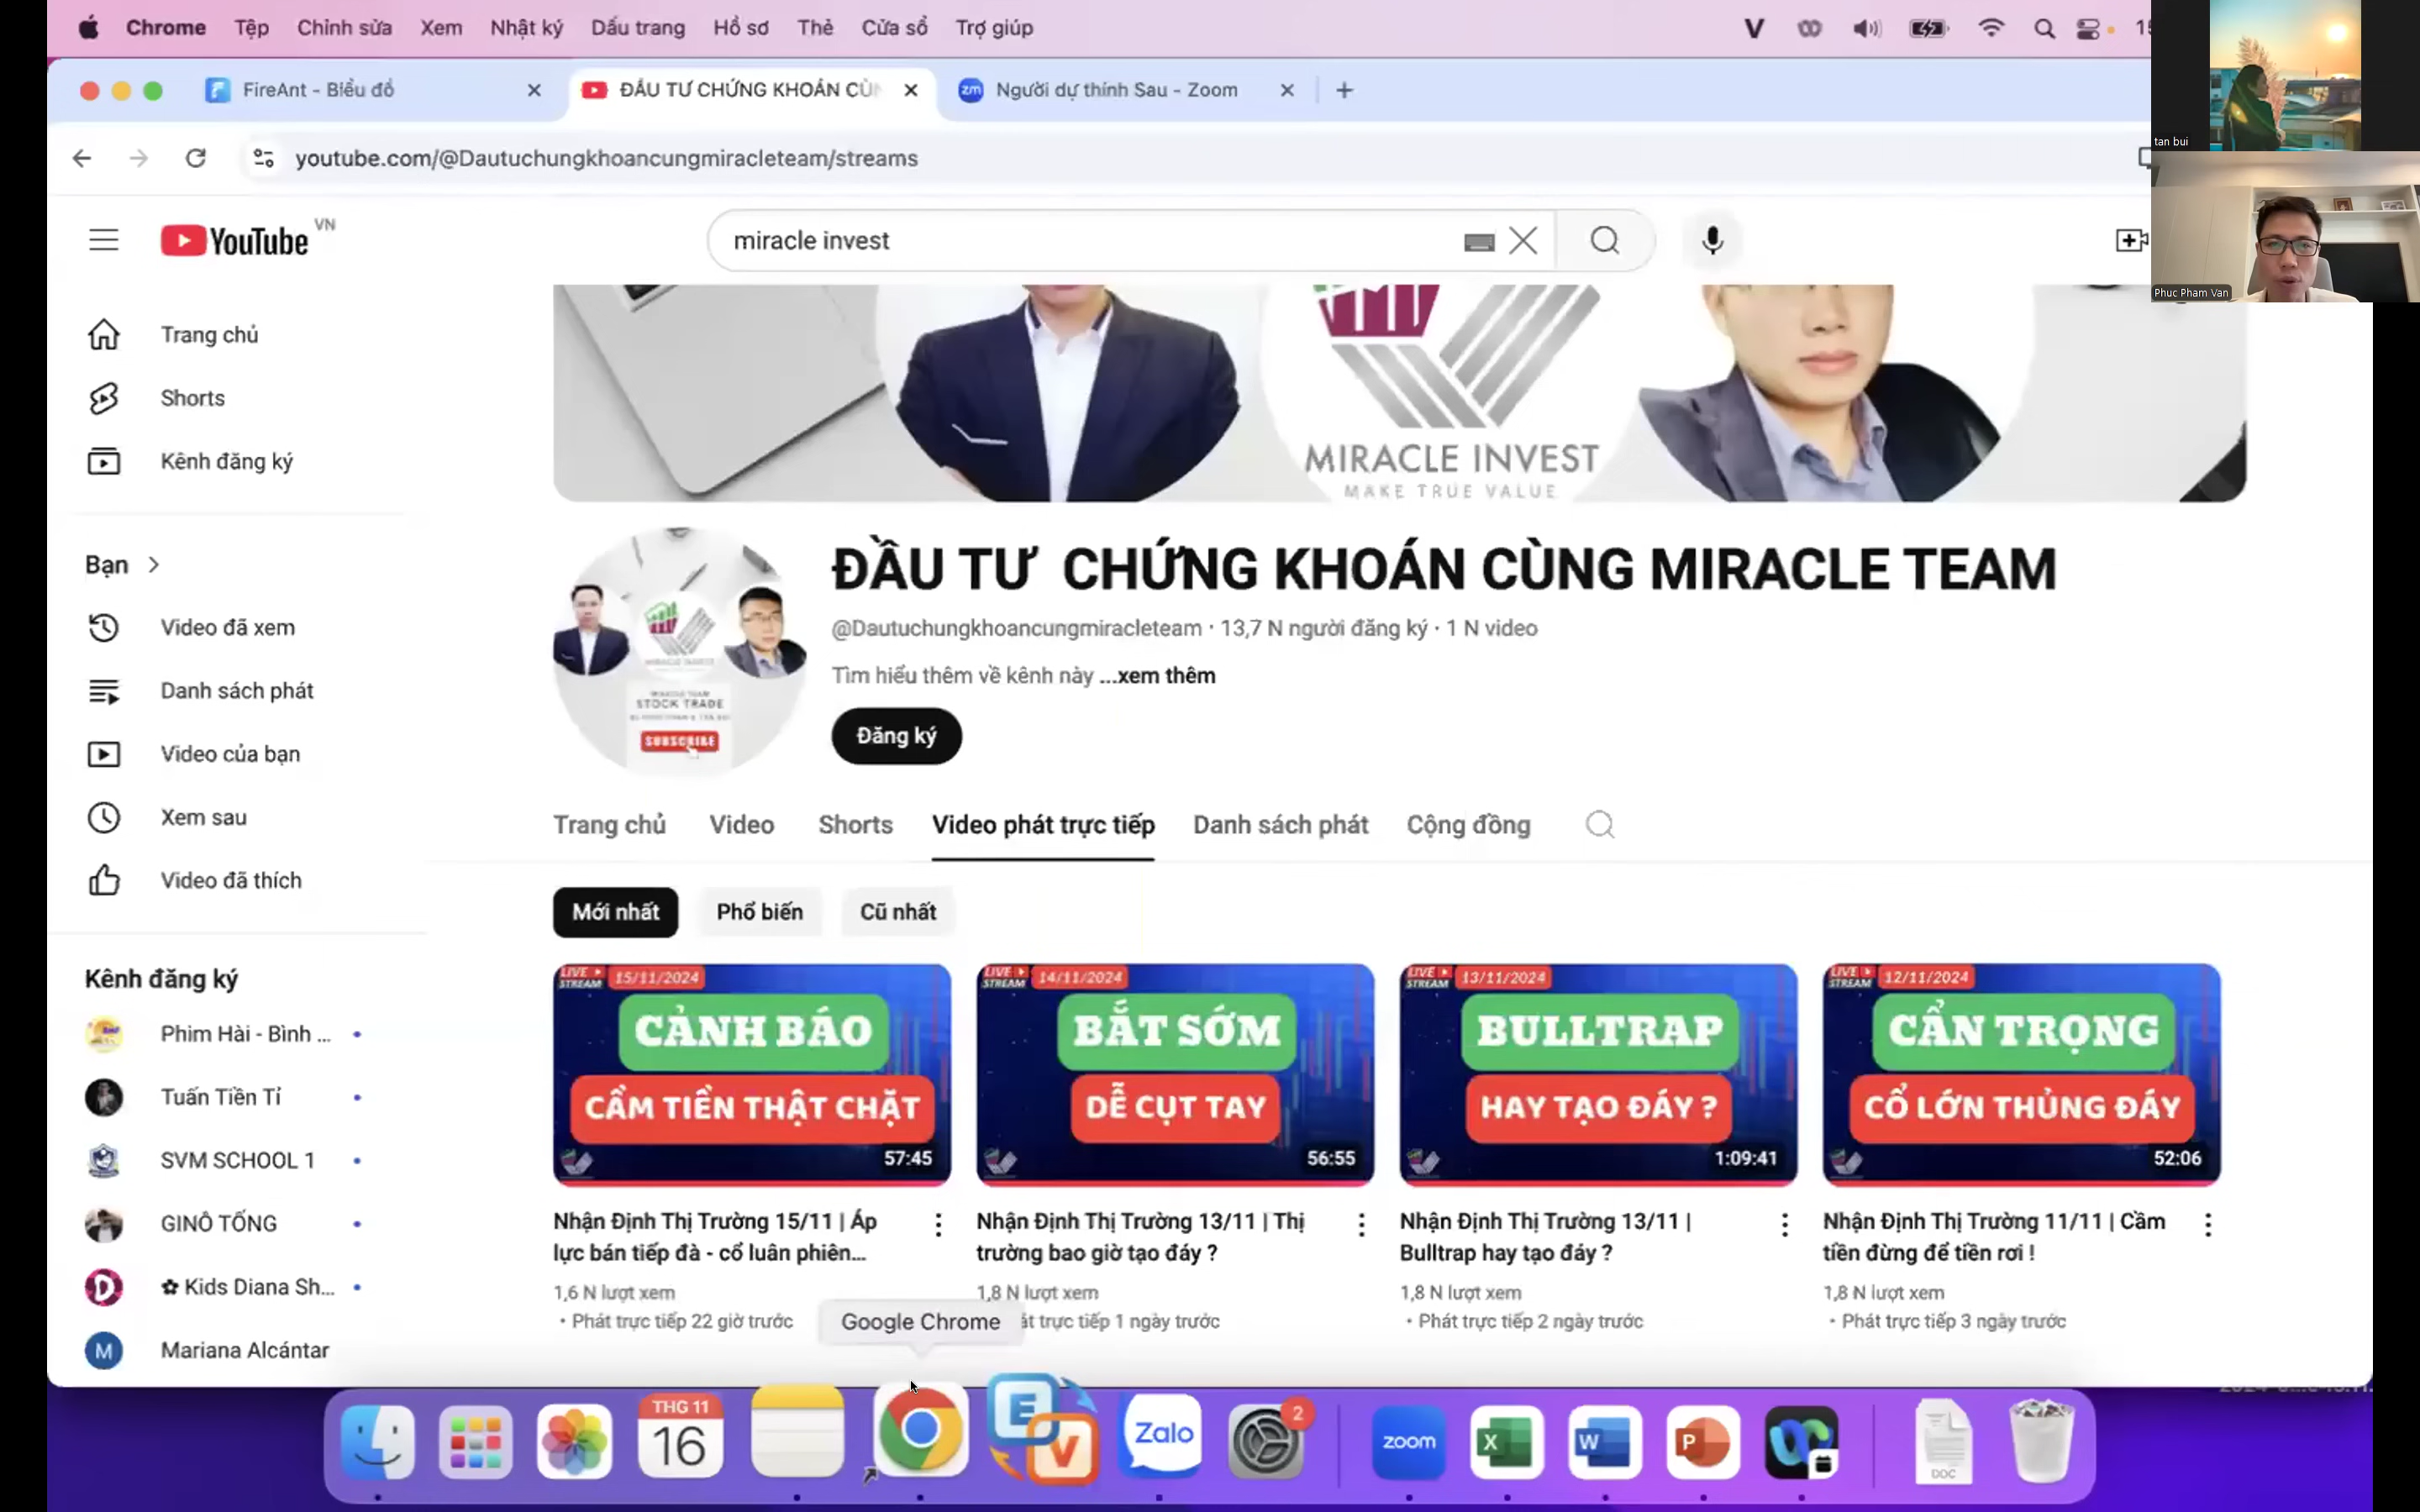 Chrome Tệp Chỉnh sửa Xem Nhật ký Dấu trang Hồ sơ Thẻ Cửa sổ Trợ giúp
FireAnt - Biểu đồ
ĐẦU TƯ CHỨNG KHOÁN CÙN
Người dự thính Sau - Zoom
tan bui
youtube.com/@Dautuchungkhoancungmiracleteam/streams
YouTube VN
miracle invest
Phuc Pham Van
Trang chủ
Shorts
Kênh đăng ký
Bạn
Video đã xem
Danh sách phát
Video của bạn
Xem sau
Video đã thích
Kênh đăng ký
Phim Hài - Bình ...
Tuấn Tiền Tỉ
SVM SCHOOL 1
GINÔ TỐNG
✿ Kids Diana Sh...
M Mariana Alcántar
MIRACLE INVEST
MAKE TRUE VALUE
ĐẦU TƯ CHỨNG KHOÁN CÙNG MIRACLE TEAM
@Dautuchungkhoancungmiracleteam · 13,7 N người đăng ký · 1 N video
Tìm hiểu thêm về kênh này ...xem thêm
STOCK TRADE
SUBSCRIBE
Đăng ký
Trang chủ Video Shorts Video phát trực tiếp Danh sách phát Cộng đồng
Mới nhất Phổ biến Cũ nhất
LIVE STREAM 15/11/2024
CẢNH BÁO
CẦM TIỀN THẬT CHẶT
57:45
Nhận Định Thị Trường 15/11 | Áp
lực bán tiếp đà - cổ luân phiên...
1,6 N lượt xem
• Phát trực tiếp 22 giờ trước
LIVE STREAM 14/11/2024
BẮT SỚM
DỄ CỤT TAY
56:55
Nhận Định Thị Trường 13/11 | Thị
trường bao giờ tạo đáy ?
1,8 N lượt xem
át trực tiếp 1 ngày trước
LIVE STREAM 13/11/2024
BULLTRAP
HAY TẠO ĐÁY ?
1:09:41
Nhận Định Thị Trường 13/11 |
Bulltrap hay tạo đáy ?
1,8 N lượt xem
• Phát trực tiếp 2 ngày trước
LIVE STREAM 12/11/2024
CẨN TRỌNG
CỔ LỚN THỦNG ĐÁY
52:06
Nhận Định Thị Trường 11/11 | Cầm
tiền đừng để tiền rơi !
1,8 N lượt xem
• Phát trực tiếp 3 ngày trước
Google Chrome
THG 11
16
E
V
Zalo
2
zoom
X
W
P
DOC